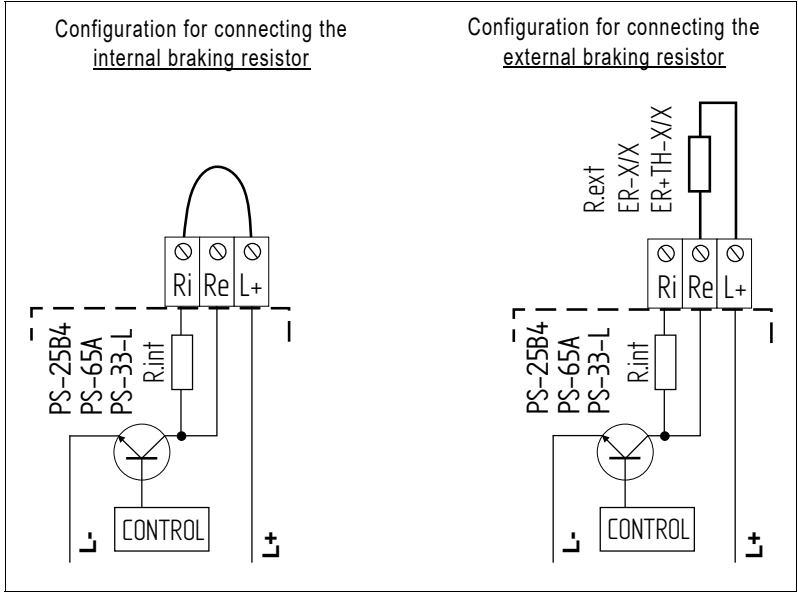 Configuration for connecting the
internal braking resistor
Ri Re L+
PS-25B4
PS-65A
PS-33-L
R.int
CONTROL
L-
L+
Configuration for connecting the
external braking resistor
R.ext
ER-X/X
ER+TH-X/X
Ri Re L+
PS-25B4
PS-65A
PS-33-L
R.int
CONTROL
L-
L+